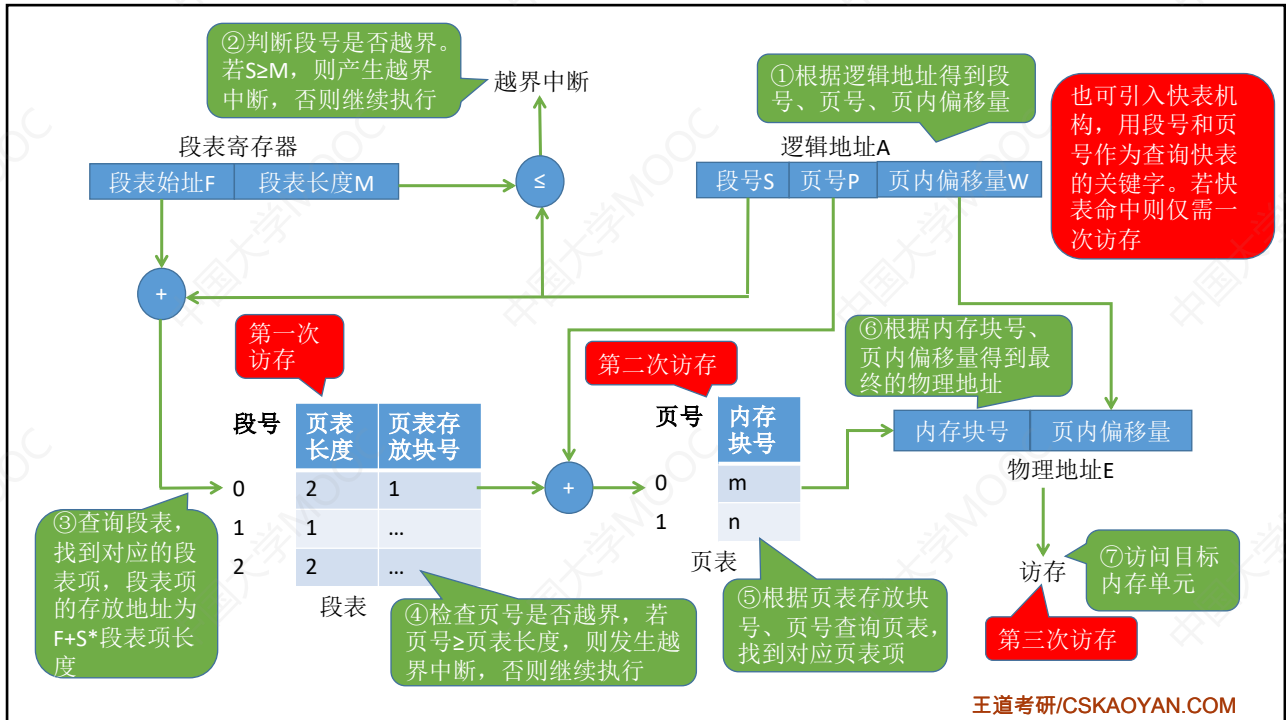 ②判断段号是否越界。
若S≥M，则产生越界
中断，否则继续执行
越界中断
①根据逻辑地址得到段
号、页号、页内偏移量
也可引入快表机
构，用段号和页
号作为查询快表
的关键字。若快
表命中则仅需一
次访存
段表寄存器
段表始址F
段表长度M
≤
逻辑地址A
段号S
页号P
页内偏移量W
+
第一次
访存
第二次访存
⑥根据内存块号、
页内偏移量得到最
终的物理地址
段号
页表
长度
页表存
放块号
0
2
1
1
1
...
2
2
...
段表
+
页号
内存
块号
0
m
1
n
页表
内存块号
页内偏移量
物理地址E
③查询段表，
找到对应的段
表项，段表项
的存放地址为
F+S*段表项长
度
④检查页号是否越界，若
页号≥页表长度，则发生越
界中断，否则继续执行
⑤根据页表存放块
号、页号查询页表，
找到对应页表项
访存
⑦访问目标
内存单元
第三次访存
王道考研/CSKAOYAN.COM
中国大学MOOC